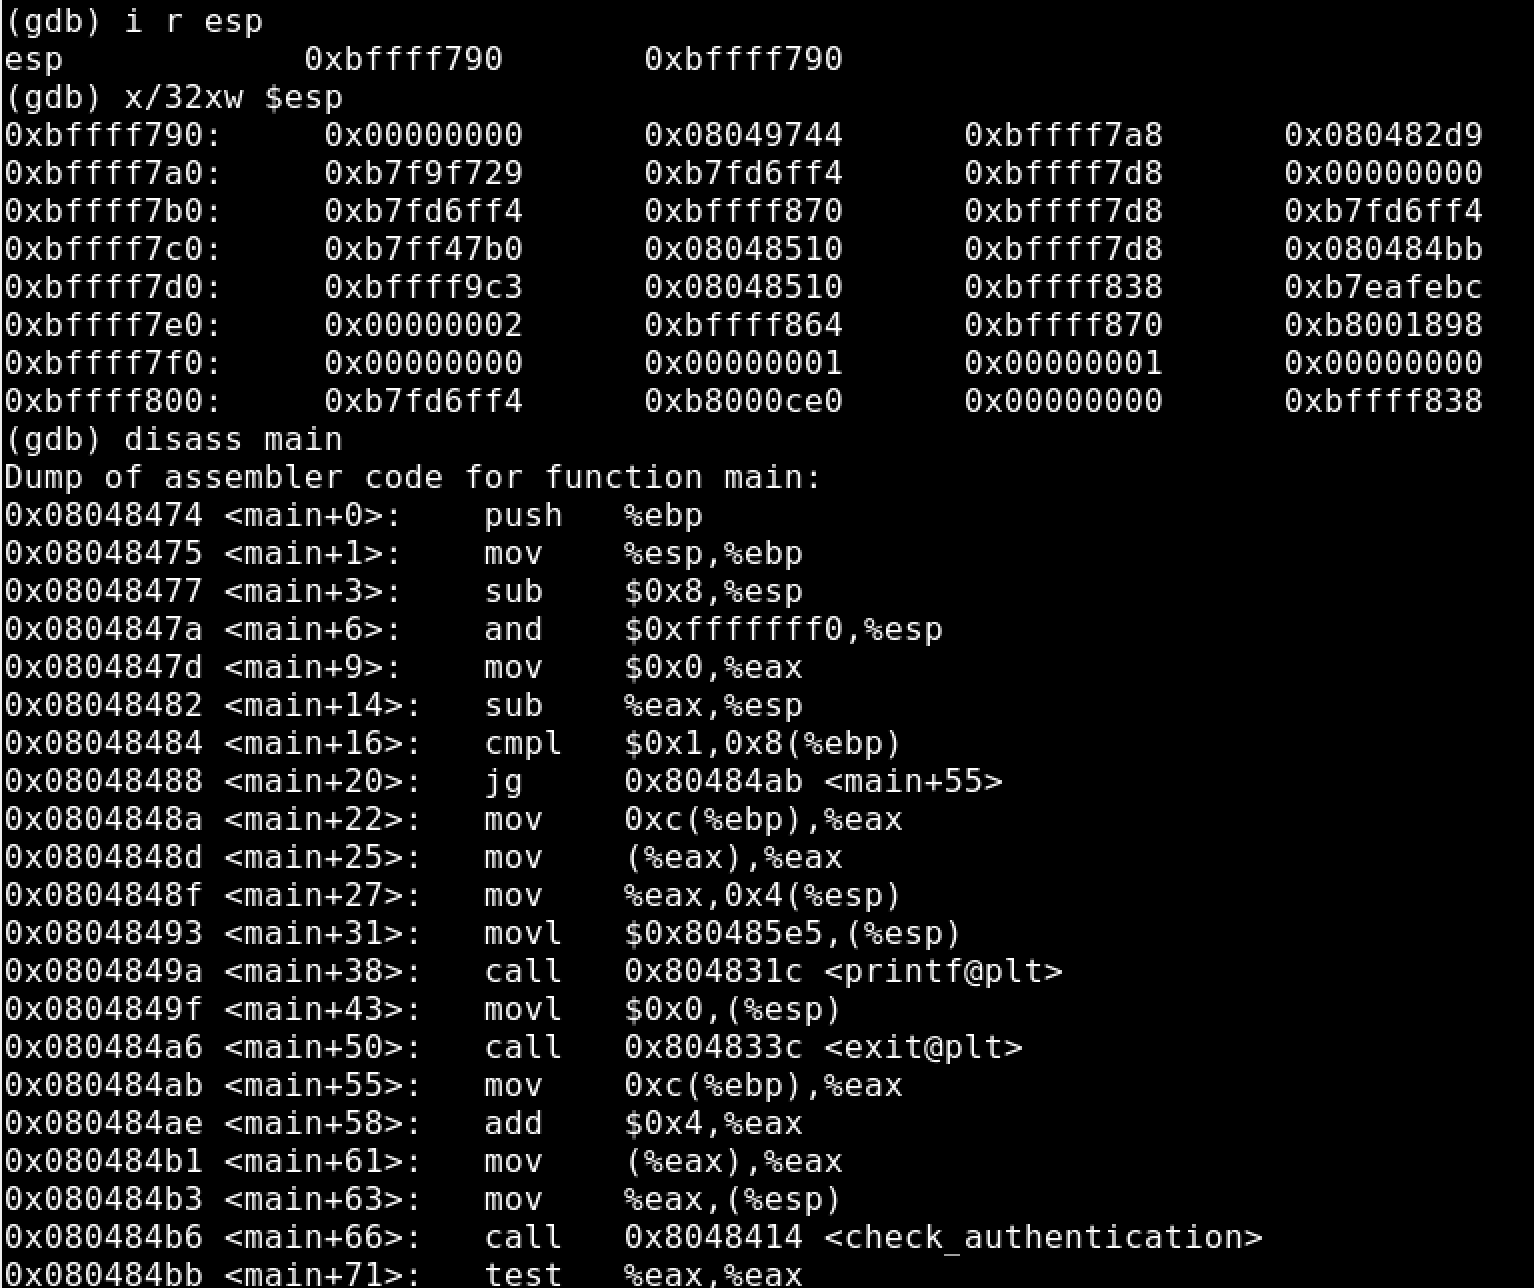 (gdb) i r esp
esp            0xbffff790       0xbffff790
(gdb) x/32xw $esp
0xbffff790:     0x00000000      0x08049744      0xbffff7a8      0x080482d9
0xbffff7a0:     0xb7f9f729      0xb7fd6ff4      0xbffff7d8      0x00000000
0xbffff7b0:     0xb7fd6ff4      0xbffff870      0xbffff7d8      0xb7fd6ff4
0xbffff7c0:     0xb7ff47b0      0x08048510      0xbffff7d8      0x080484bb
0xbffff7d0:     0xbffff9c3      0x08048510      0xbffff838      0xb7eafebc
0xbffff7e0:     0x00000002      0xbffff864      0xbffff870      0xb8001898
0xbffff7f0:     0x00000000      0x00000001      0x00000001      0x00000000
0xbffff800:     0xb7fd6ff4      0xb8000ce0      0x00000000      0xbffff838
(gdb) disass main
Dump of assembler code for function main:
0x08048474 <main+0>:    push   %ebp
0x08048475 <main+1>:    mov    %esp,%ebp
0x08048477 <main+3>:    sub    $0x8,%esp
0x0804847a <main+6>:    and    $0xfffffff0,%esp
0x0804847d <main+9>:    mov    $0x0,%eax
0x08048482 <main+14>:   sub    %eax,%esp
0x08048484 <main+16>:   cmpl   $0x1,0x8(%ebp)
0x08048488 <main+20>:   jg     0x80484ab <main+55>
0x0804848a <main+22>:   mov    0xc(%ebp),%eax
0x0804848d <main+25>:   mov    (%eax),%eax
0x0804848f <main+27>:   mov    %eax,0x4(%esp)
0x08048493 <main+31>:   movl   $0x80485e5,(%esp)
0x0804849a <main+38>:   call   0x804831c <printf@plt>
0x0804849f <main+43>:   movl   $0x0,(%esp)
0x080484a6 <main+50>:   call   0x804833c <exit@plt>
0x080484ab <main+55>:   mov    0xc(%ebp),%eax
0x080484ae <main+58>:   add    $0x4,%eax
0x080484b1 <main+61>:   mov    (%eax),%eax
0x080484b3 <main+63>:   mov    %eax,(%esp)
0x080484b6 <main+66>:   call   0x8048414 <check_authentication>
0x080484bb <main+71>:   test   %eax,%eax